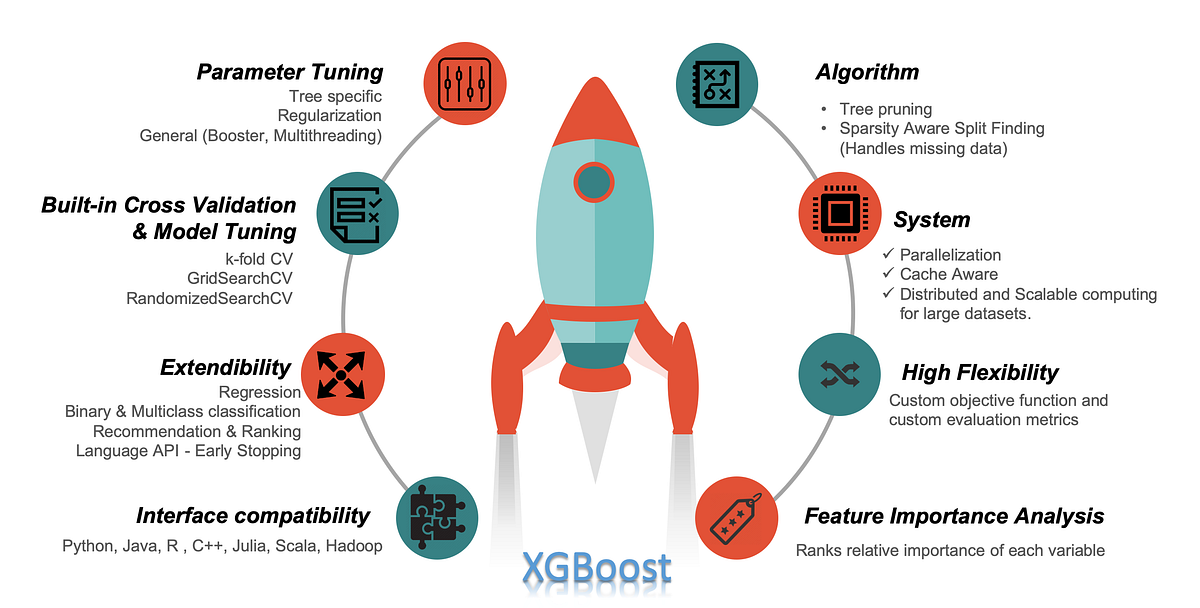 Parameter Tuning
Tree specific
Regularization
General (Booster, Multithreading)
Built-in Cross Validation
& Model Tuning
k-fold CV
GridSearchCV
RandomizedSearchCV
Extendibility
Regression
Binary & Multiclass classification
Recommendation & Ranking
Language API - Early Stopping
Interface compatibility
Python, Java, R , C++, Julia, Scala, Hadoop
Algorithm
• Tree pruning
• Sparsity Aware Split Finding
(Handles missing data)
System
✓ Parallelization
✓ Cache Aware
✓ Distributed and Scalable computing
for large datasets.
High Flexibility
Custom objective function and
custom evaluation metrics
Feature Importance Analysis
Ranks relative importance of each variable
XGBoost